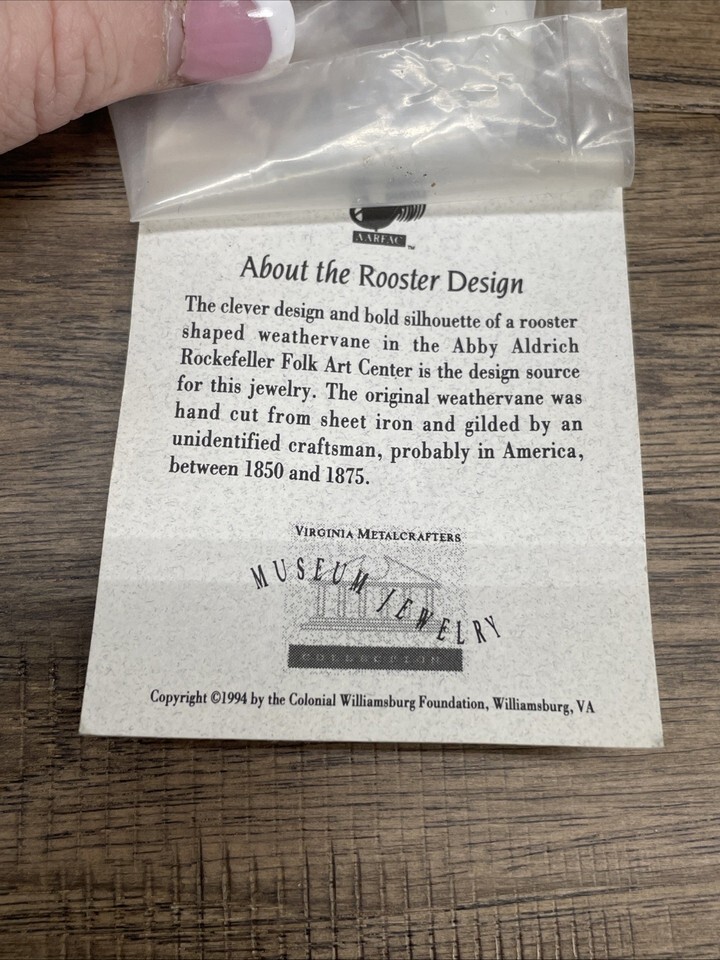 AARFAC™
About the Rooster Design
The clever design and bold silhouette of a rooster
shaped weathervane in the Abby Aldrich
Rockefeller Folk Art Center is the design source
for this jewelry. The original weathervane was
hand cut from sheet iron and gilded by an
unidentified craftsman, probably in America,
between 1850 and 1875.
VIRGINIA METALCRAFTERS
MUSEUM JEWELRY
COLLECTION
Copyright ©1994 by the Colonial Williamsburg Foundation, Williamsburg, VA